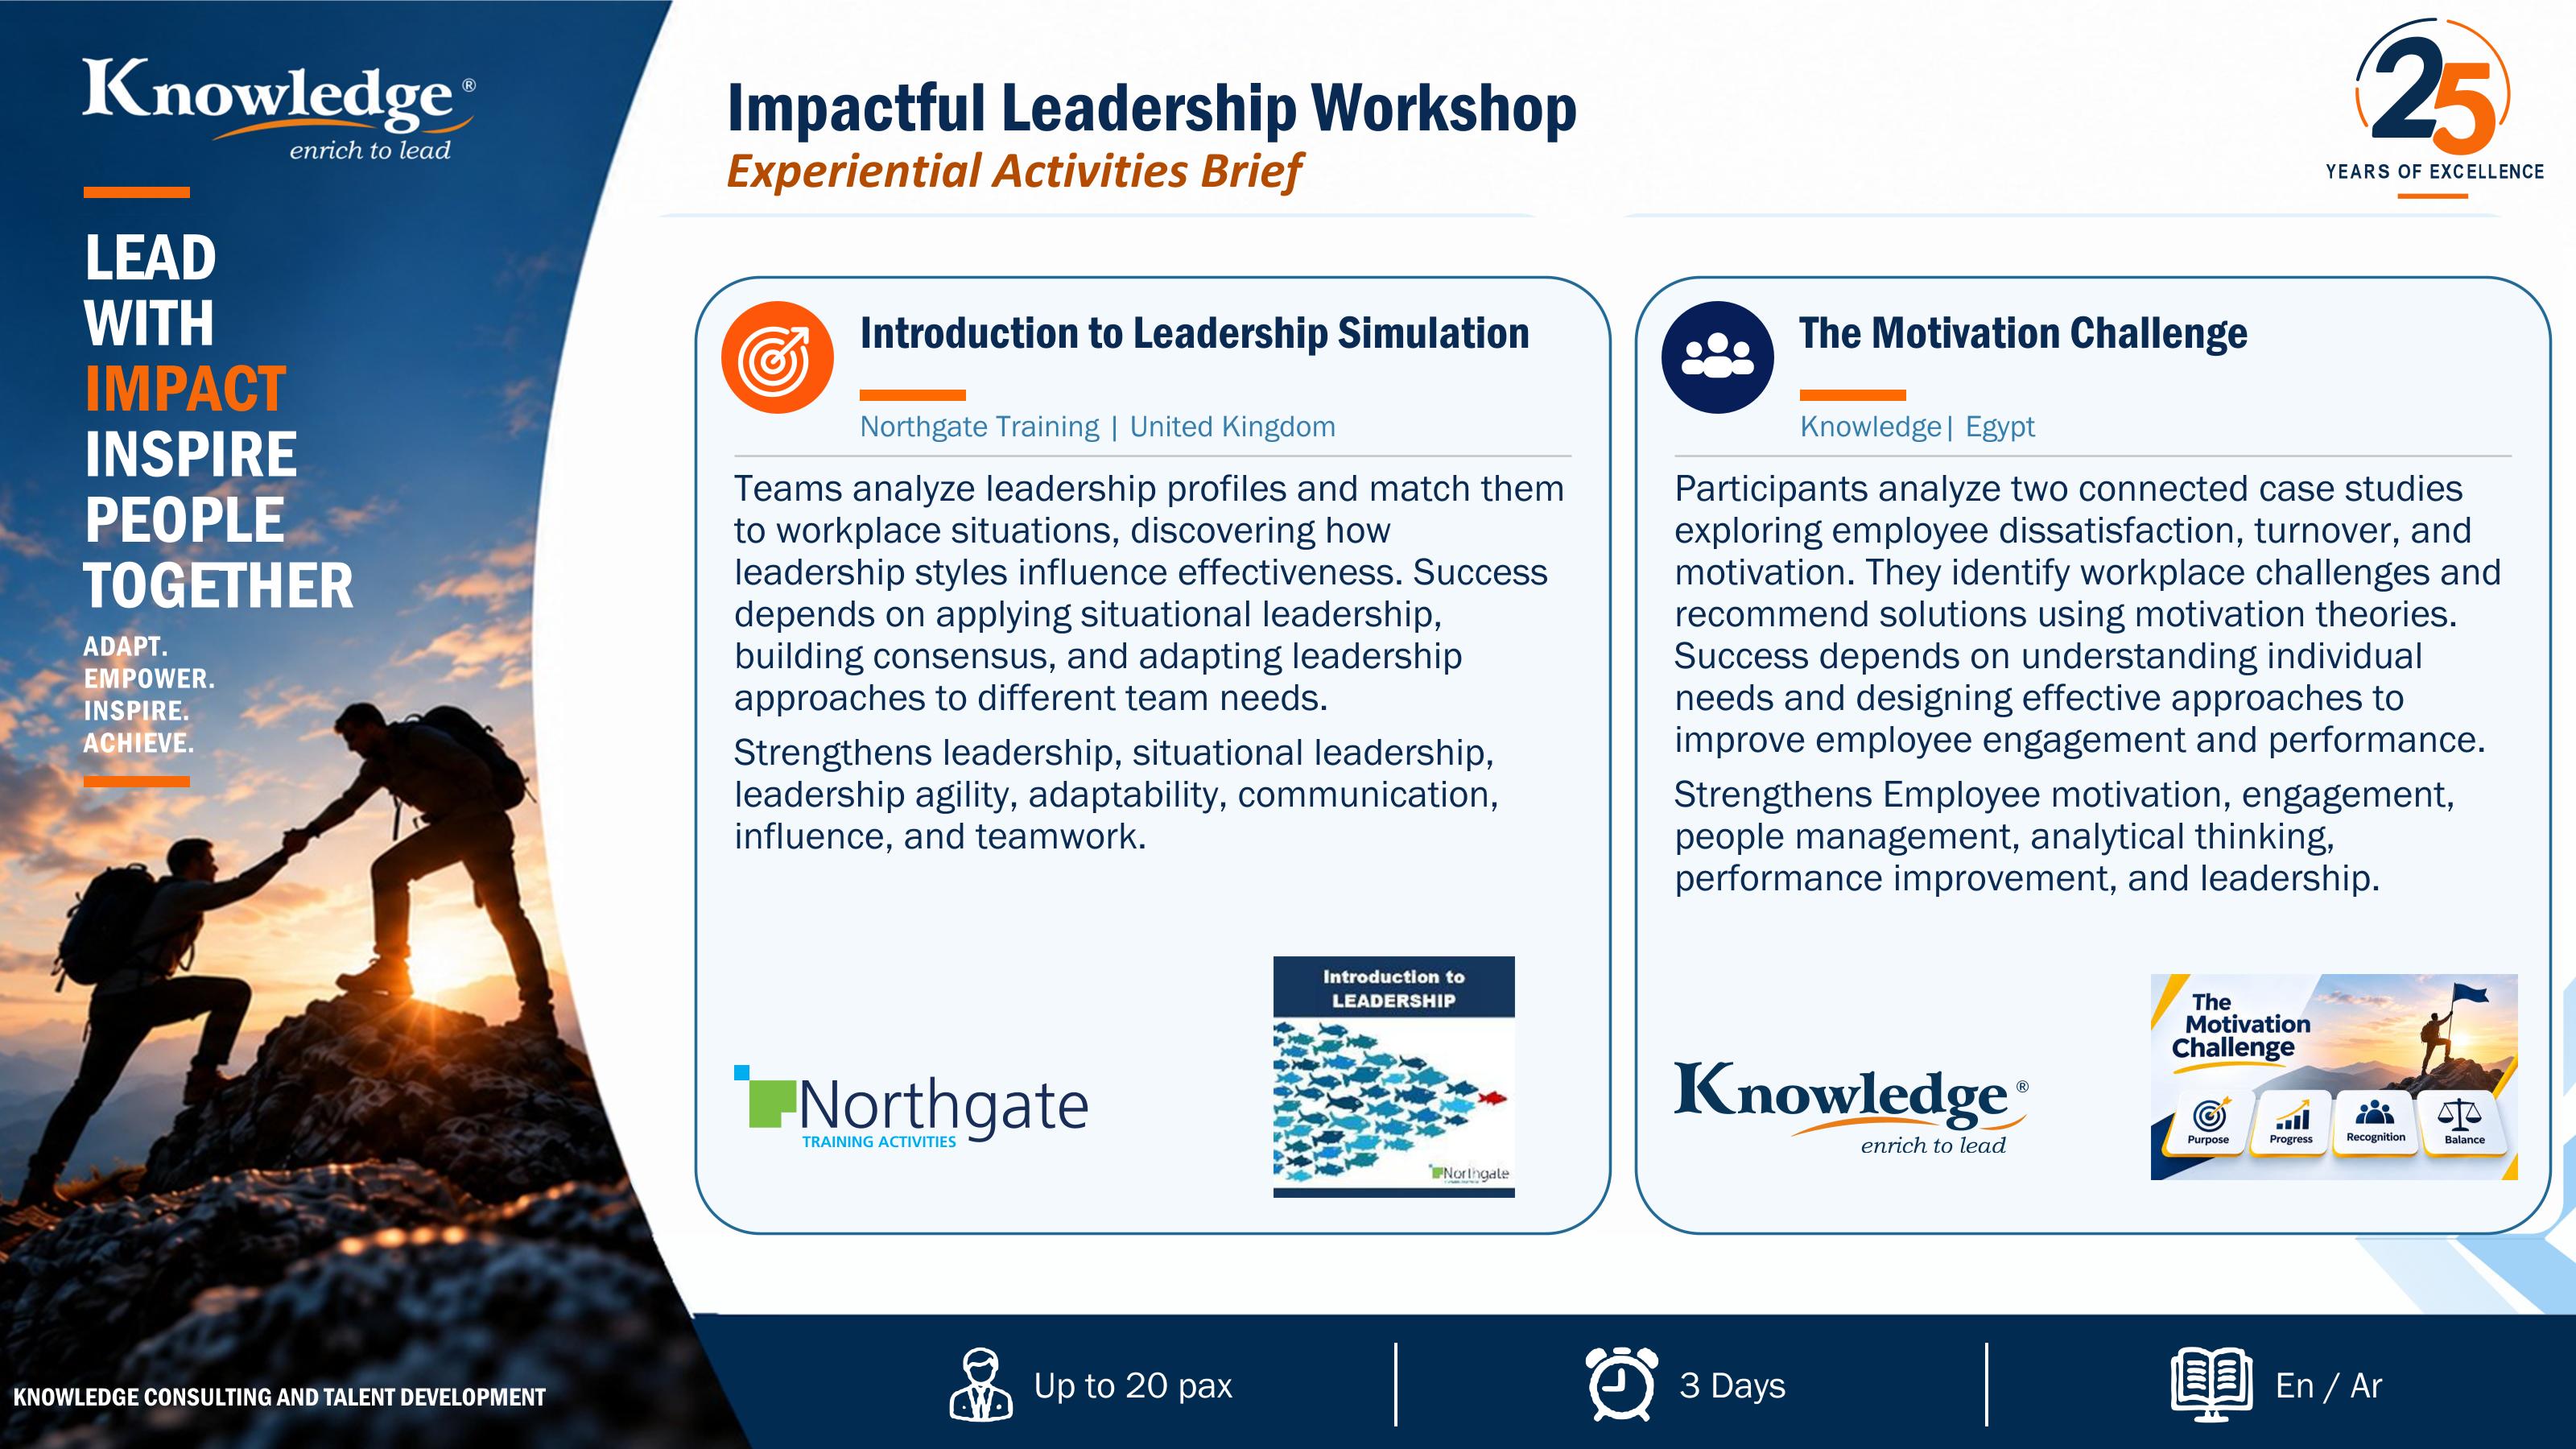 Knowledge®
enrich to lead
LEAD
WITH
IMPACT
INSPIRE
PEOPLE
TOGETHER
ADAPT.
EMPOWER.
INSPIRE.
ACHIEVE.
KNOWLEDGE CONSULTING AND TALENT DEVELOPMENT
Impactful Leadership Workshop
Experiential Activities Brief
25
YEARS OF EXCELLENCE
Introduction to Leadership Simulation
Northgate Training | United Kingdom
Teams analyze leadership profiles and match them
to workplace situations, discovering how
leadership styles influence effectiveness. Success
depends on applying situational leadership,
building consensus, and adapting leadership
approaches to different team needs.
Strengthens leadership, situational leadership,
leadership agility, adaptability, communication,
influence, and teamwork.
Northgate
TRAINING ACTIVITIES
Introduction to
LEADERSHIP
Northgate
The Motivation Challenge
Knowledge| Egypt
Participants analyze two connected case studies
exploring employee dissatisfaction, turnover, and
motivation. They identify workplace challenges and
recommend solutions using motivation theories.
Success depends on understanding individual
needs and designing effective approaches to
improve employee engagement and performance.
Strengthens Employee motivation, engagement,
people management, analytical thinking,
performance improvement, and leadership.
Knowledge®
enrich to lead
The
Motivation
Challenge
Purpose
Progress
Recognition
Balance
Up to 20 pax
3 Days
En / Ar